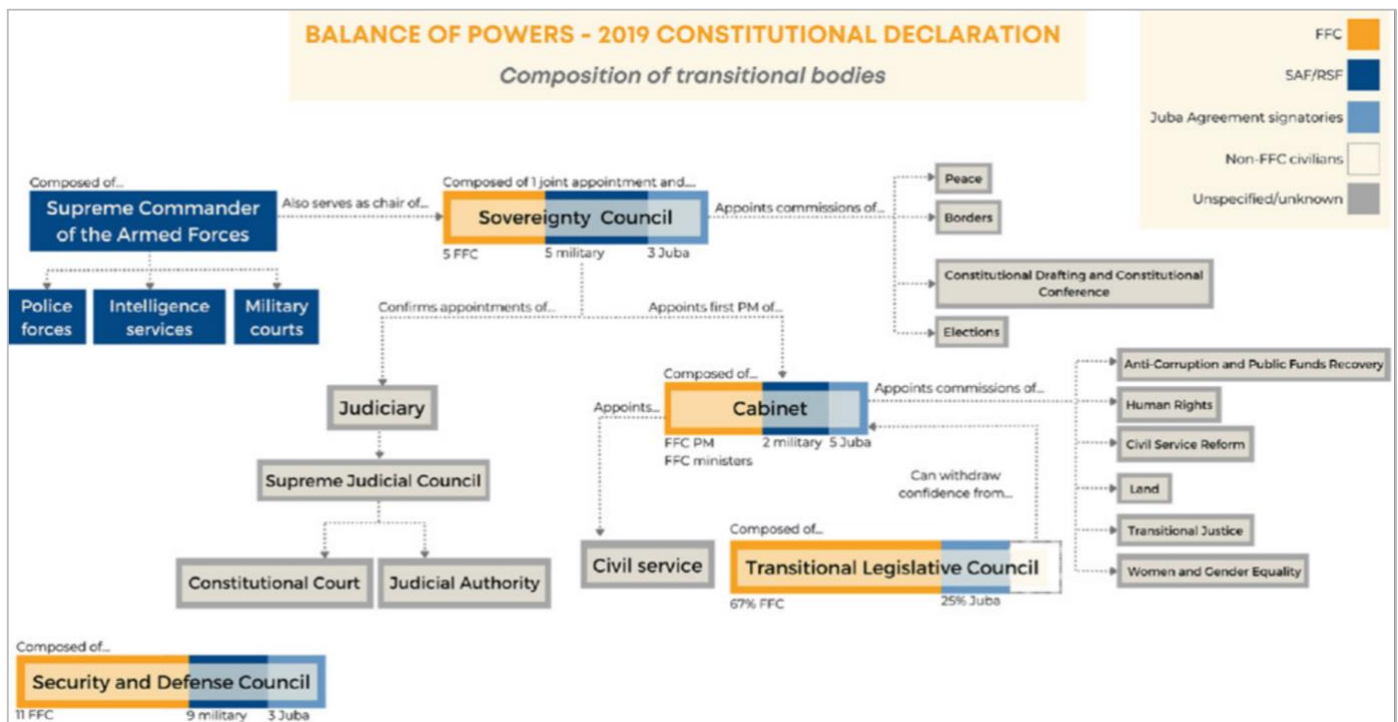 BALANCE OF POWERS - 2019 CONSTITUTIONAL DECLARATION
Composition of transitional bodies
FFC
SAF/RSF
Juba Agreement signatories
Non-FFC civilians
Unspecified/unknown
Composed of...
Supreme Commander
of the Armed Forces
Also serves as chair of...
Composed of 1 joint appointment and....
Sovereignty Council
5 FFC
5 military
3 Juba
Appoints commissions of...
Peace
Borders
Constitutional Drafting and Constitutional
Conference
Elections
Police
forces
Intelligence
services
Military
courts
Confirms appointments of...
Appoints first PM of...
Judiciary
Supreme Judicial Council
Constitutional Court
Judicial Authority
Composed of...
Cabinet
FFC PM
FFC ministers
2 military
5 Juba
Appoints...
Civil service
Appoints commissions of...
Anti-Corruption and Public Funds Recovery
Human Rights
Civil Service Reform
Land
Transitional Justice
Women and Gender Equality
Can withdraw
confidence from...
Composed of...
Transitional Legislative Council
67% FFC
25% Juba
Composed of...
Security and Defense Council
11 FFC
9 military
3 Juba